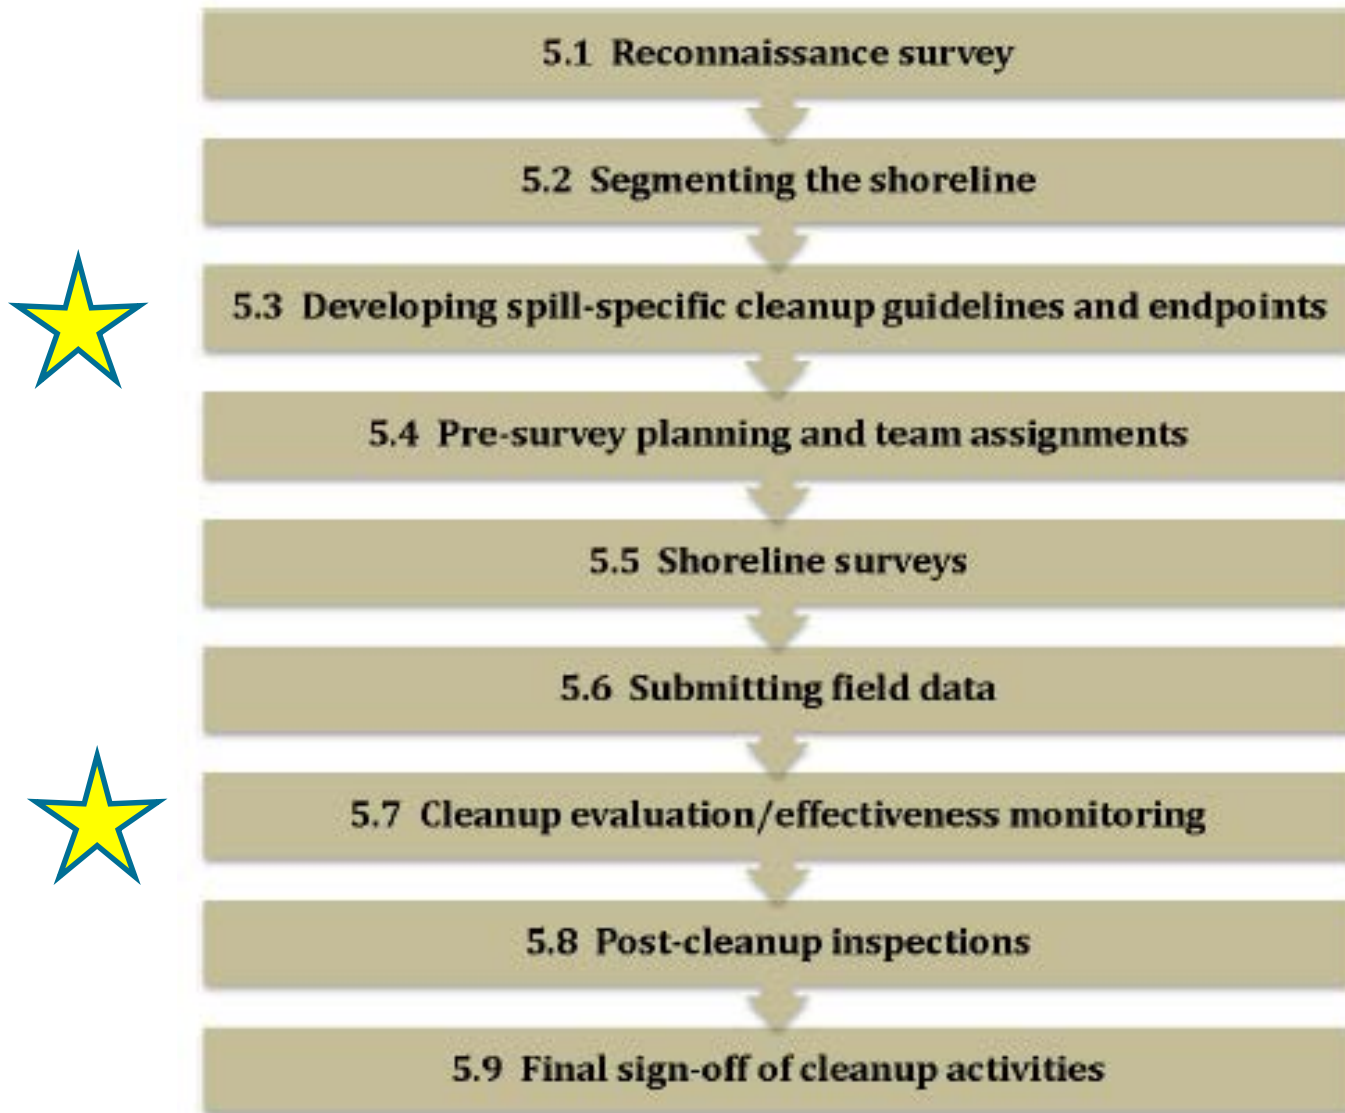 5.1 Reconnaissance survey
5.2 Segmenting the shoreline
5.3 Developing spill-specific cleanup guidelines and endpoints
5.4 Pre-survey planning and team assignments
5.5 Shoreline surveys
5.6 Submitting field data
5.7 Cleanup evaluation/effectiveness monitoring
5.8 Post-cleanup inspections
5.9 Final sign-off of cleanup activities